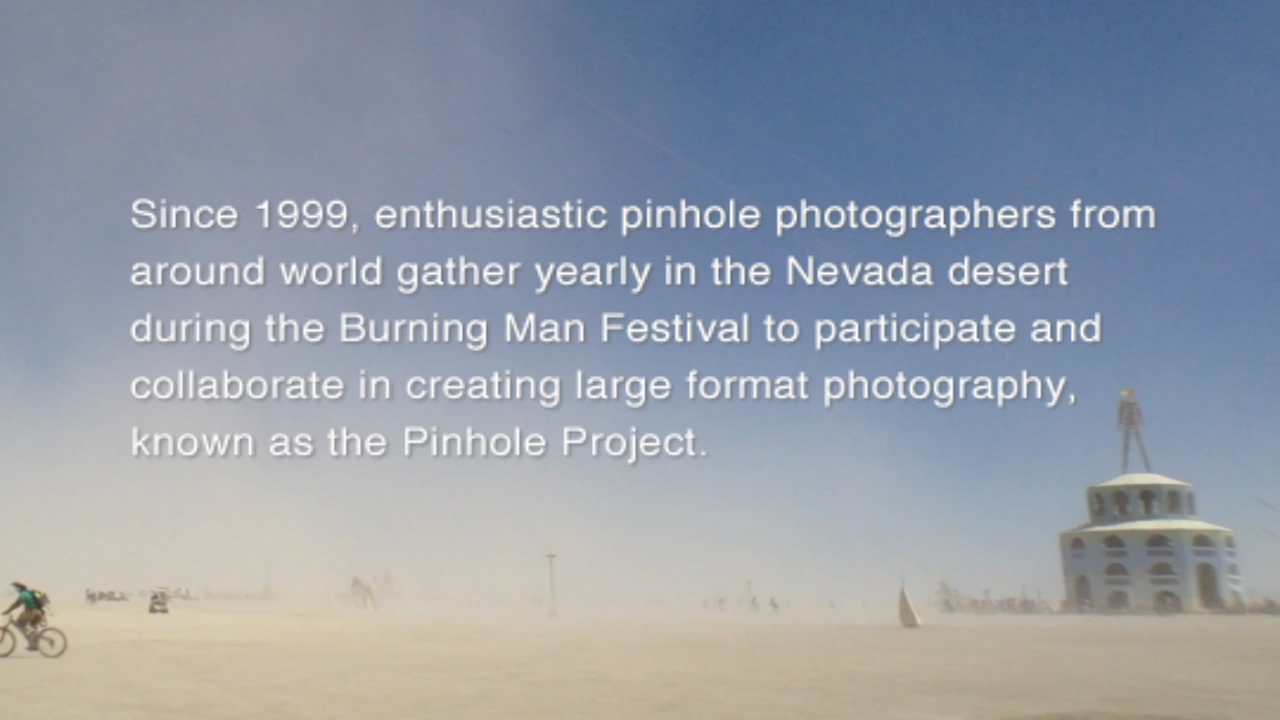 Since 1999, enthusiastic pinhole photographers from
around world gather yearly in the Nevada desert
during the Burning Man Festival to participate and
collaborate in creating large format photography,
known as the Pinhole Project.